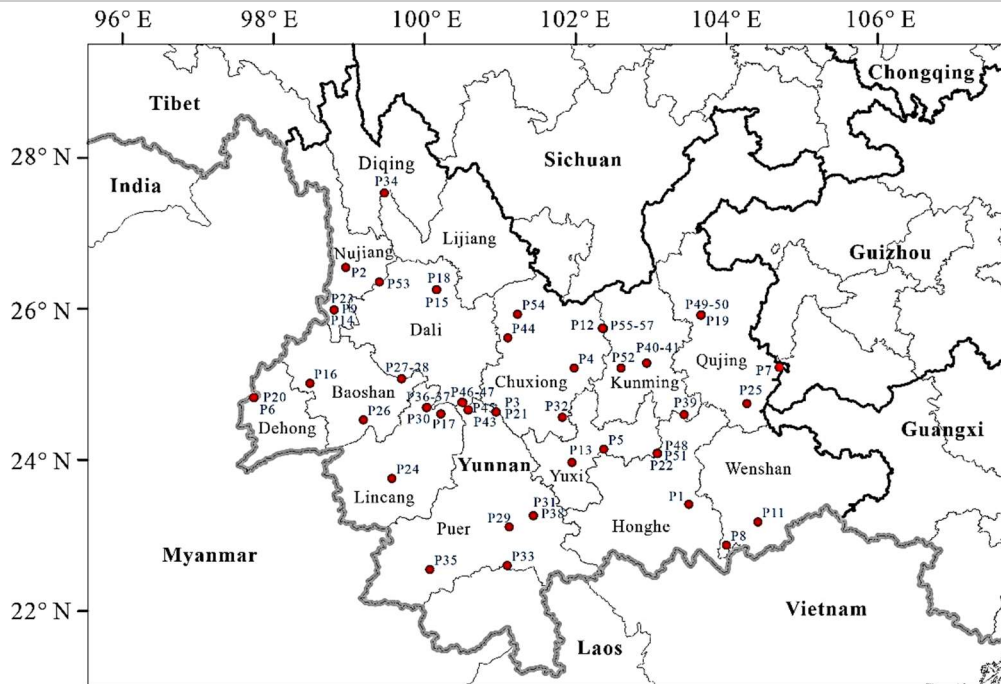 96° E
98° E
100° E
102° E
104° E
106° E
28° N
26° N
24° N
22° N
Tibet
Chongqing
Sichuan
India
Diqing
P34
Lijiang
Nujiang
P2
Guizhou
P53
P18
P15
P23
P9
P14
Dali
P54
P44
P12
P55-57
P49-50
P19
P4
P52
P40-41
Qujing
P7
P16
P27-28
Baoshan
Chuxiong
Kunming
P20
P6
Dehong
P26
P36-37
P30
P17
P46-47
P43
P3
P21
P32
P39
P25
Guangxi
P13
P5
P48
P51
P22
Yuxi
Yunnan
Wenshan
P24
Lincang
P31
P38
P1
Puer
P29
Honghe
P11
P8
Myanmar
P35
P33
Vietnam
Laos